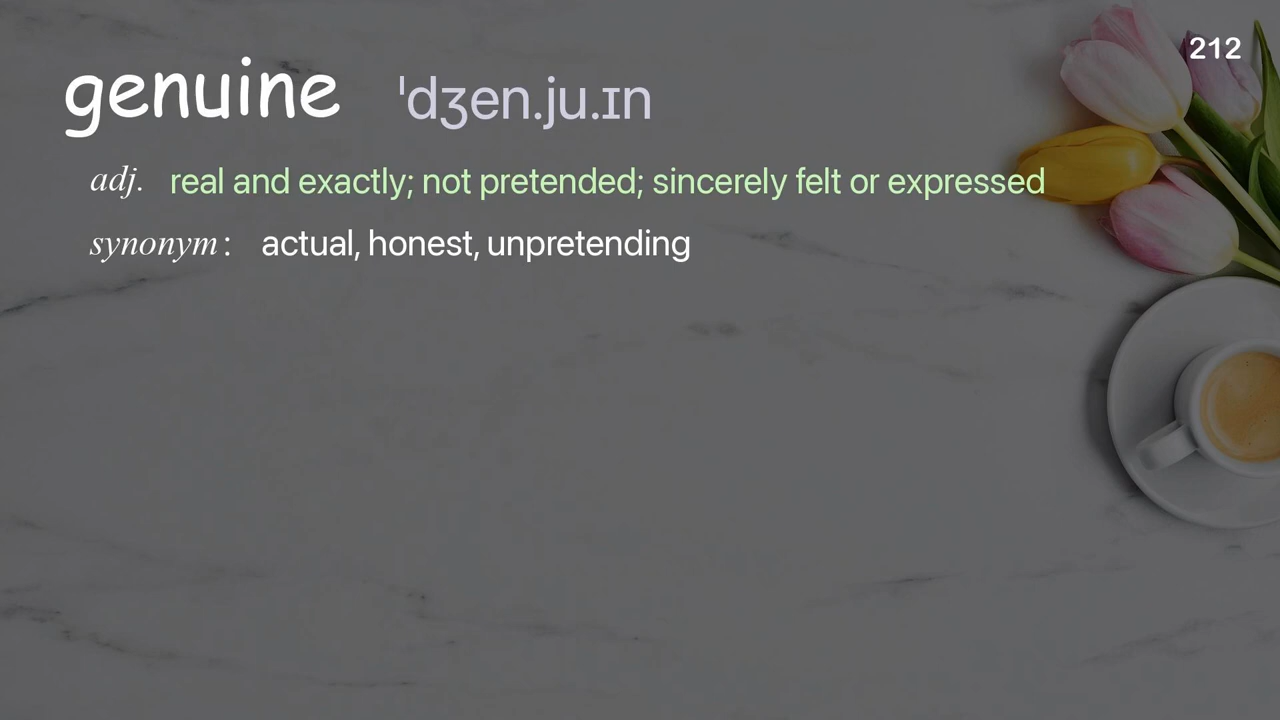 212
genuine ˈdʒen.ju.ɪn
adj. real and exactly; not pretended; sincerely felt or expressed
synonym: actual, honest, unpretending